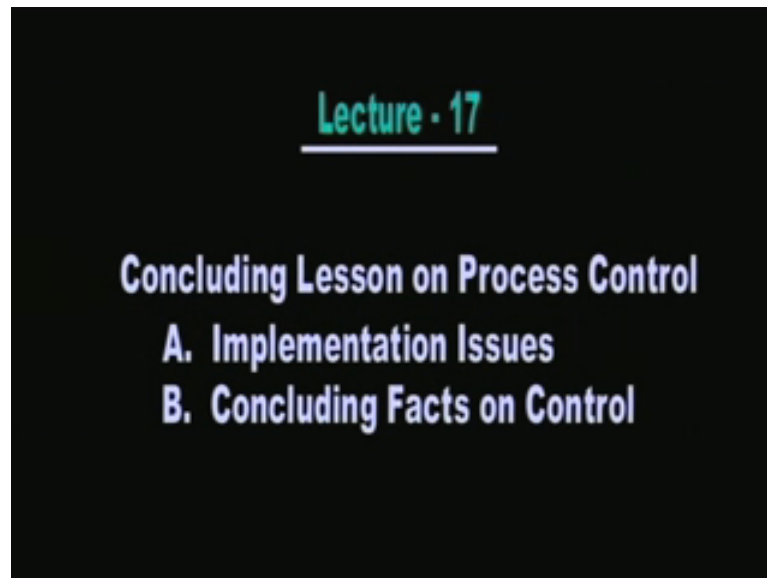 Lecture - 17
Concluding Lesson on Process Control
A. Implementation Issues
B. Concluding Facts on Control